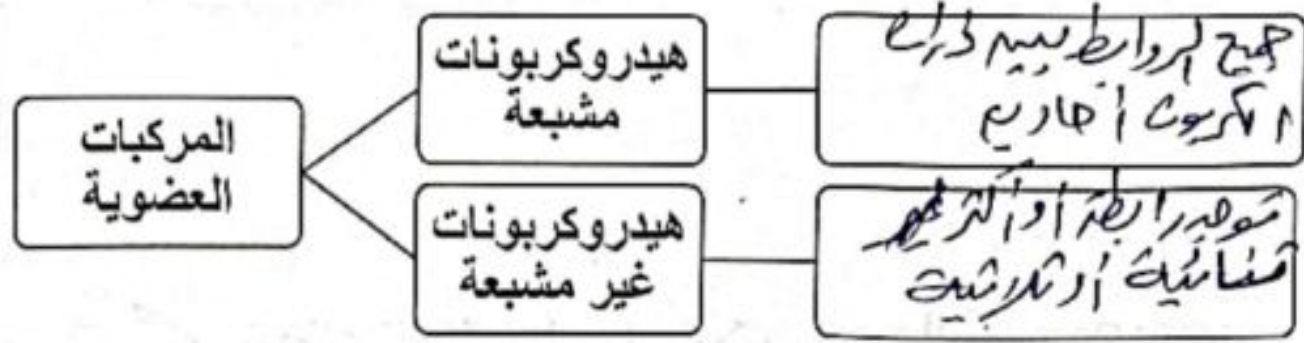 المركبات
العضوية
هيدروكربونات
مشبعة
جميع الروابط بين ذرات
الكربون أحادية
هيدروكربونات
غير مشبعة
توجد رابطة أو أكثر
ثنائية أو ثلاثية